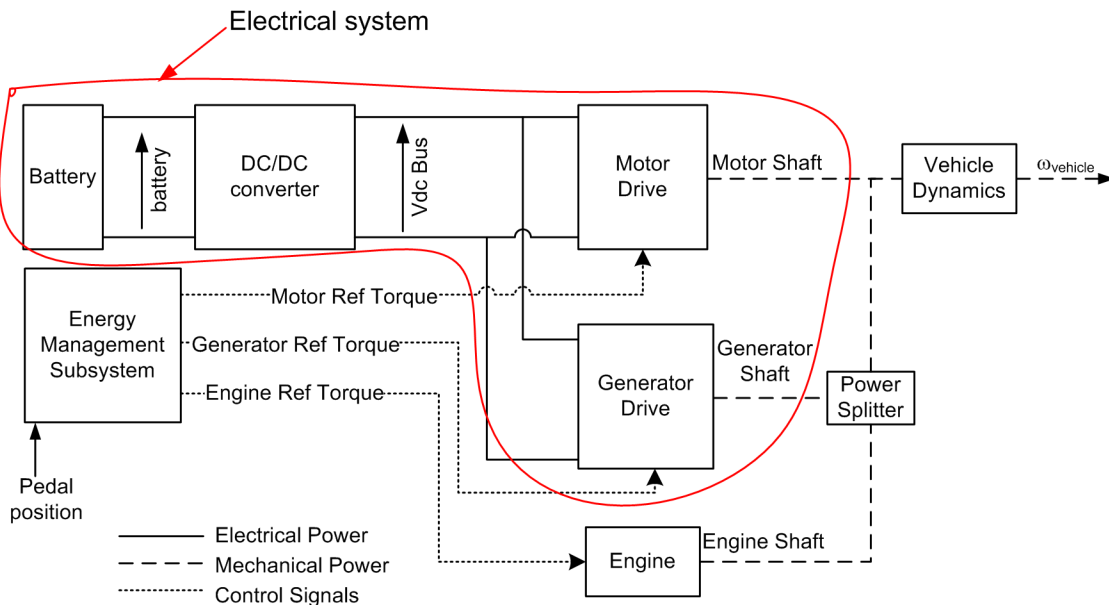 Electrical system
Battery
battery
DC/DC
converter
Vdc Bus
Motor
Drive
Motor Shaft
Vehicle
Dynamics
ωvehicle
Energy
Management
Subsystem
Motor Ref Torque
Generator Ref Torque
Engine Ref Torque
Generator
Drive
Generator
Shaft
Power
Splitter
Pedal
position
Engine
Engine Shaft
Electrical Power
Mechanical Power
Control Signals